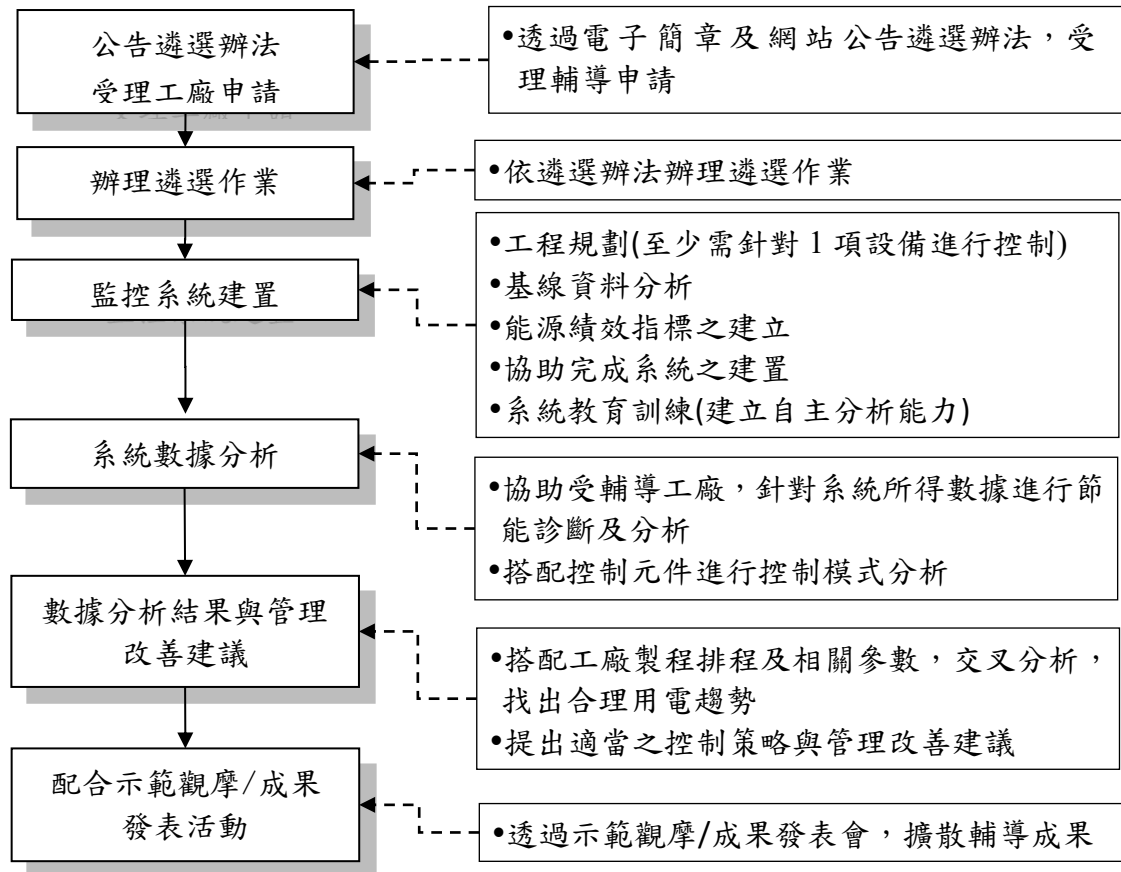 公告遴選辦法
受理工廠申請
•透過電子簡章及網站公告遴選辦法，受
理輔導申請
辦理遴選作業
•依遴選辦法辦理遴選作業
監控系統建置
•工程規劃(至少需針對 1 項設備進行控制)
•基線資料分析
•能源績效指標之建立
•協助完成系統之建置
•系統教育訓練(建立自主分析能力)
系統數據分析
•協助受輔導工廠，針對系統所得數據進行節
能診斷及分析
•搭配控制元件進行控制模式分析
數據分析結果與管理
改善建議
•搭配工廠製程排程及相關參數，交叉分析，
找出合理用電趨勢
•提出適當之控制策略與管理改善建議
配合示範觀摩/成果
發表活動
•透過示範觀摩/成果發表會，擴散輔導成果